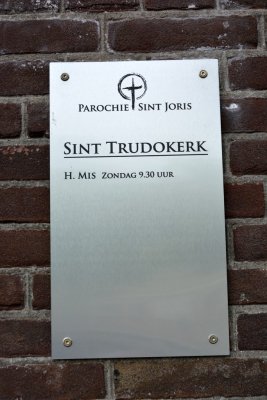 Parochie Sint Joris
Sint Trudokerk
H. Mis Zondag 9.30 uur